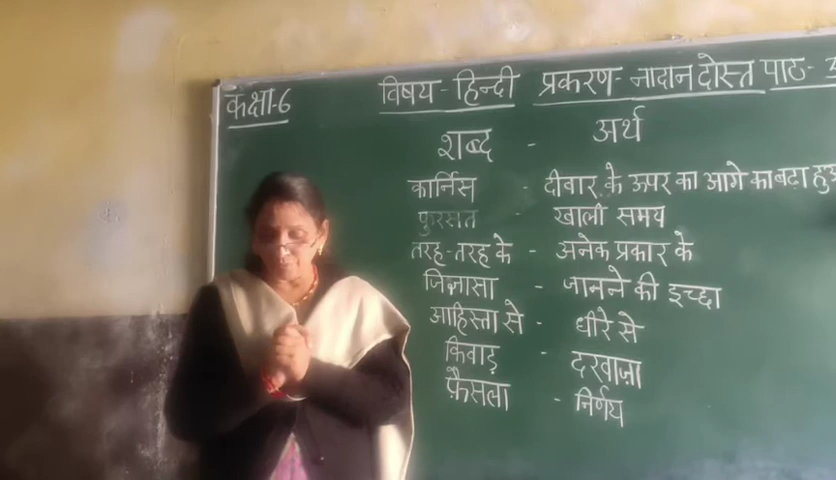 कक्षा-6 विषय - हिन्दी प्रकरण - नादान दोस्त पाठ-
शब्द - अर्थ
कार्निस - दीवार के ऊपर का आगे का बढ़ा
फुरसत - खाली समय
तरह-तरह के - अनेक प्रकार के
जिज्ञासा - जानने की इच्छा
आहिस्ता से - धीरे से
किवाड़ - दरवाज़ा
फ़ैसला - निर्णय